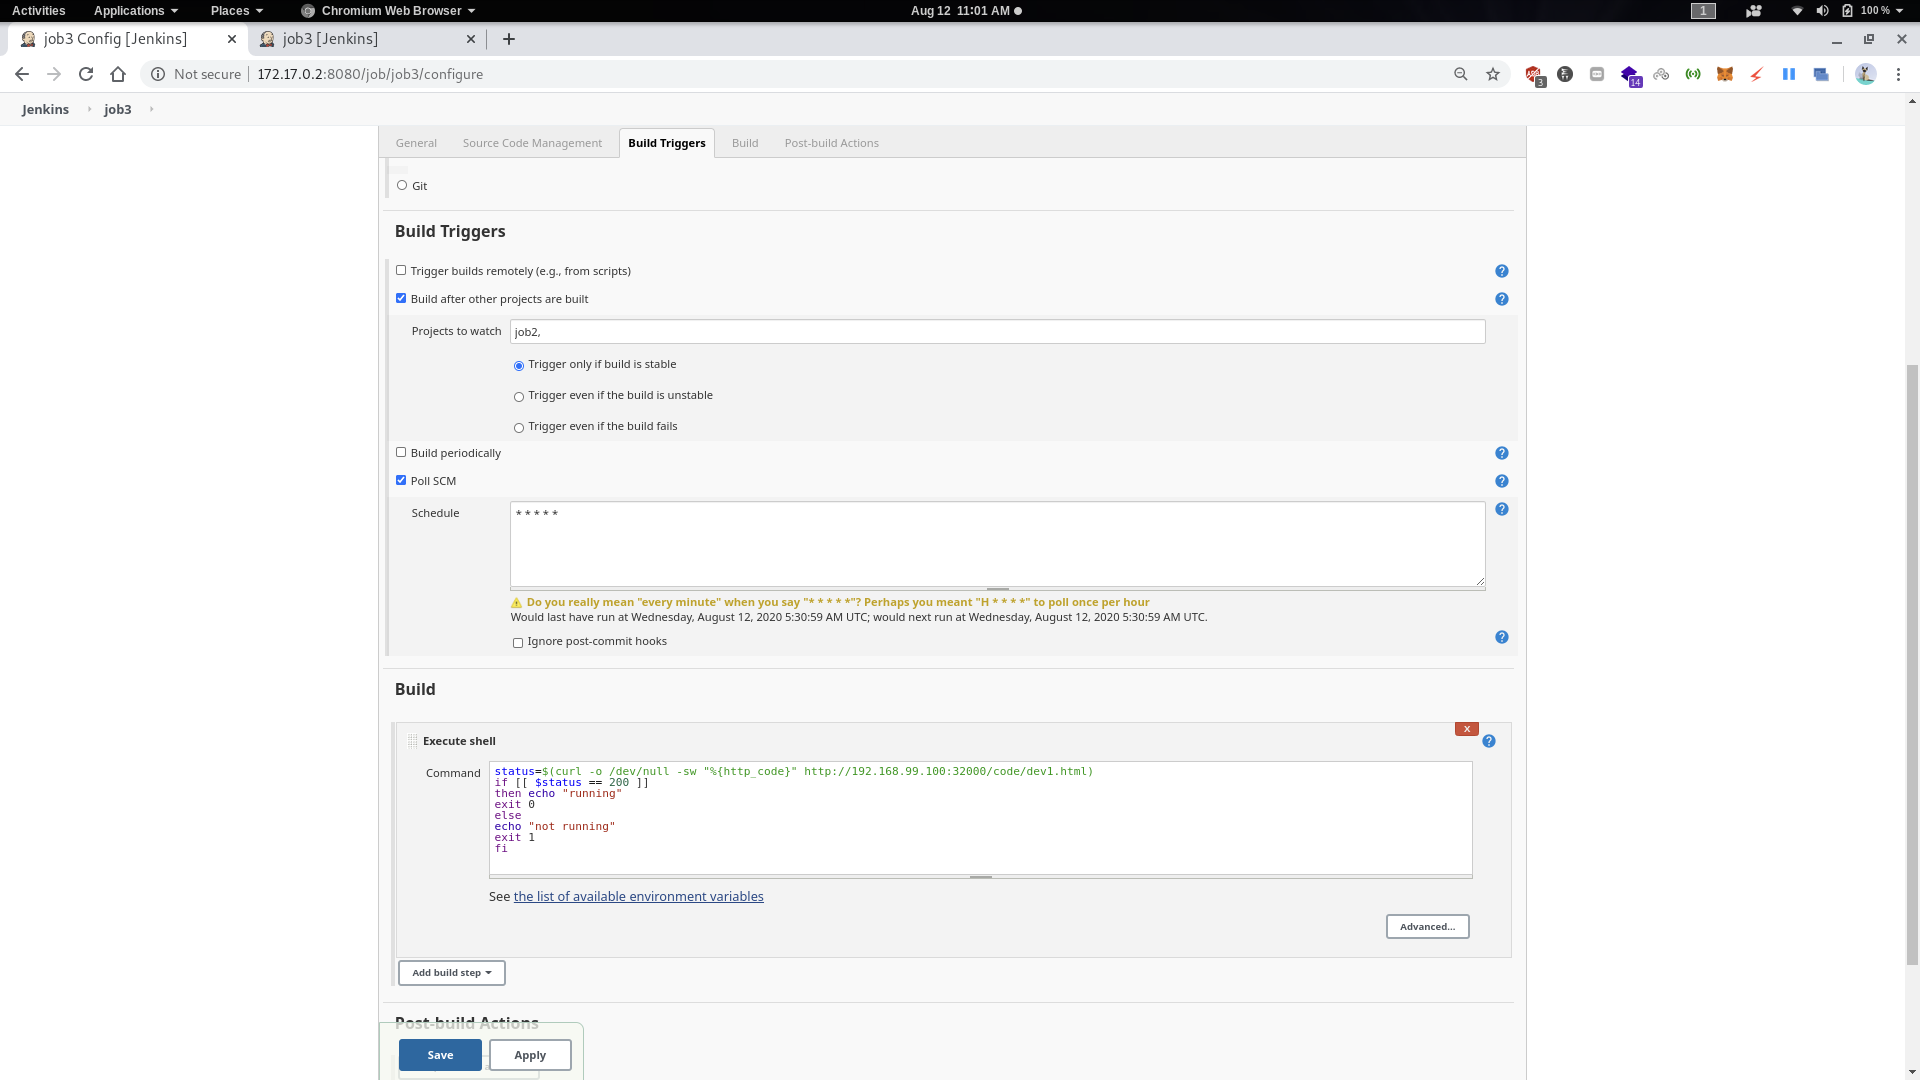 Activities Applications Places Chromium Web Browser Aug 12 11:01 AM 1 100 %
job3 Config [Jenkins] job3 [Jenkins]
Not secure 172.17.0.2:8080/job/job3/configure 3 14
Jenkins job3
General Source Code Management Build Triggers Build Post-build Actions
Git
Build Triggers
Trigger builds remotely (e.g., from scripts)
Build after other projects are built
Projects to watch job2,
Trigger only if build is stable
Trigger even if the build is unstable
Trigger even if the build fails
Build periodically
Poll SCM
Schedule * * * * *
Do you really mean "every minute" when you say "* * * * *"? Perhaps you meant "H * * * *" to poll once per hour
Would last have run at Wednesday, August 12, 2020 5:30:59 AM UTC; would next run at Wednesday, August 12, 2020 5:30:59 AM UTC.
Ignore post-commit hooks
Build
X
Execute shell
Command status=$(curl -o /dev/null -sw "%{http_code}" http://192.168.99.100:32000/code/dev1.html)
if [[ $status == 200 ]]
then echo "running"
exit 0
else
echo "not running"
exit 1
fi
See the list of available environment variables
Advanced...
Add build step
Post-build Actions
Save Apply